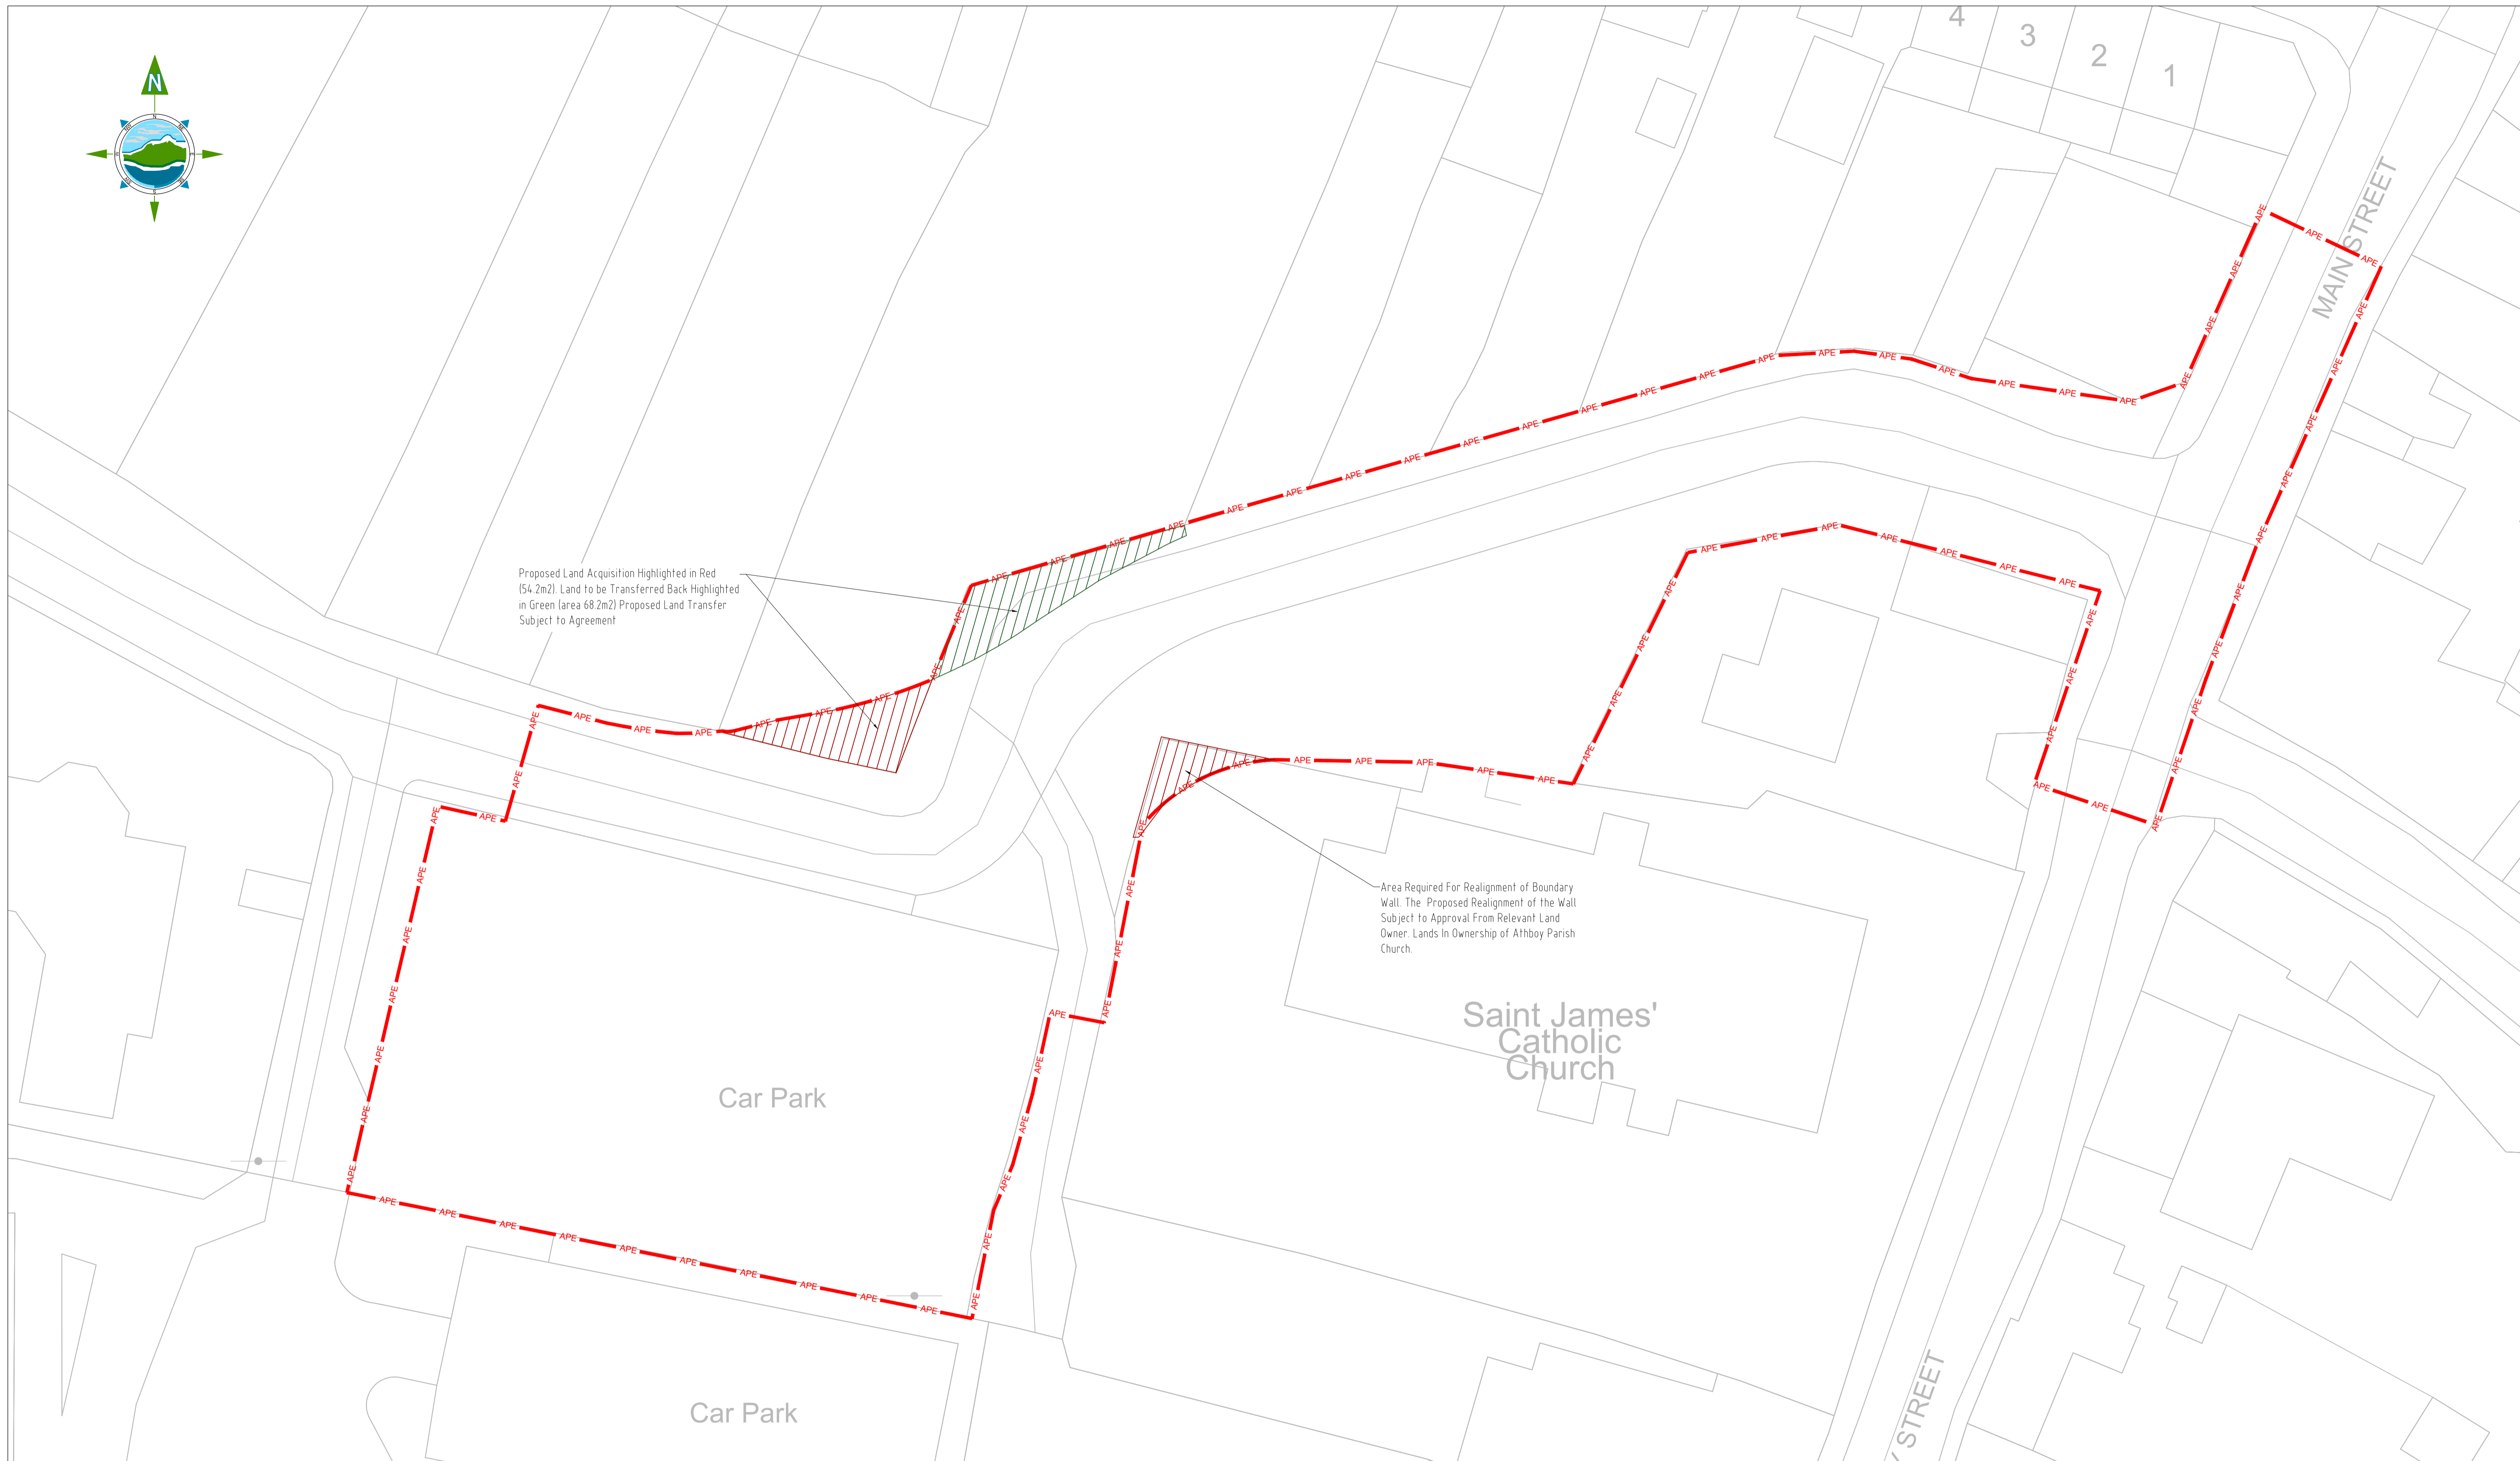 N
4
3
2
1
MAIN STREET
Proposed Land Acquisition Highlighted in Red
(54.2m2). Land to be Transferred Back Highlighted
in Green (area 68.2m2) Proposed Land Transfer
Subject to Agreement
Area Required For Realignment of Boundary
Wall. The Proposed Realignment of the Wall
Subject to Approval From Relevant Land
Owner. Lands In Ownership of Athboy Parish
Church.
Saint James'
Catholic
Church
Car Park
Car Park
STREET
APE